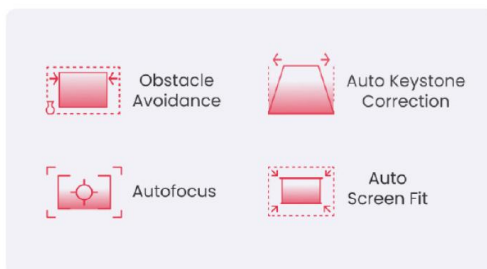 Obstacle
Avoidance
Auto Keystone
Correction
Autofocus
Auto
Screen Fit